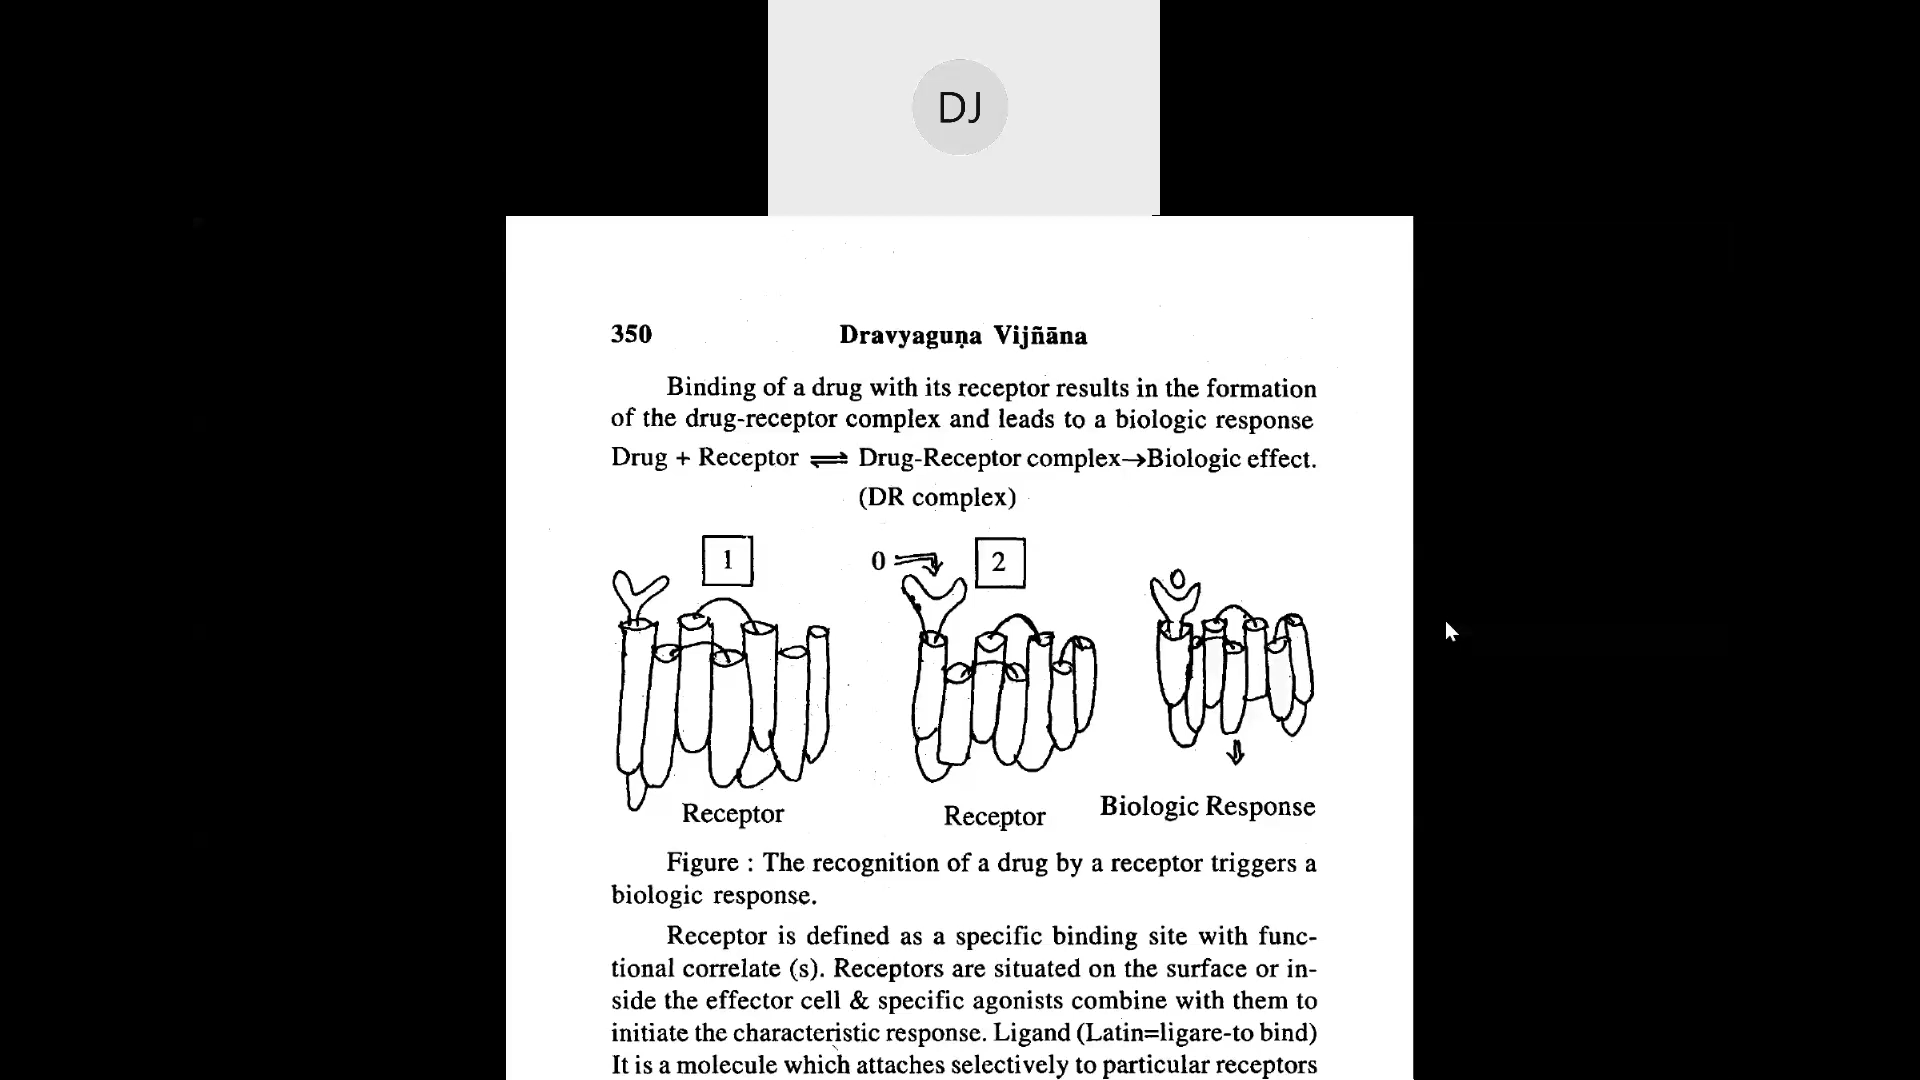 DJ
350
Dravyaguṇa Vijñāna
Binding of a drug with its receptor results in the formation
of the drug-receptor complex and leads to a biologic response
Drug + Receptor ⇌ Drug-Receptor complex→Biologic effect.
(DR complex)
1
0
2
Receptor
Receptor
Biologic Response
Figure : The recognition of a drug by a receptor triggers a
biologic response.
Receptor is defined as a specific binding site with func-
tional correlate (s). Receptors are situated on the surface or in-
side the effector cell & specific agonists combine with them to
initiate the characteristic response. Ligand (Latin=ligare-to bind)
It is a molecule which attaches selectively to particular receptors